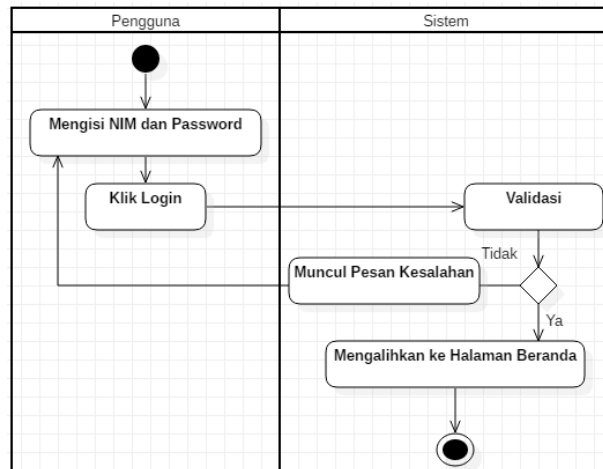 Pengguna
Sistem
Mengisi NIM dan Password
Klik Login
Validasi
Tidak
Muncul Pesan Kesalahan
Ya
Mengalihkan ke Halaman Beranda